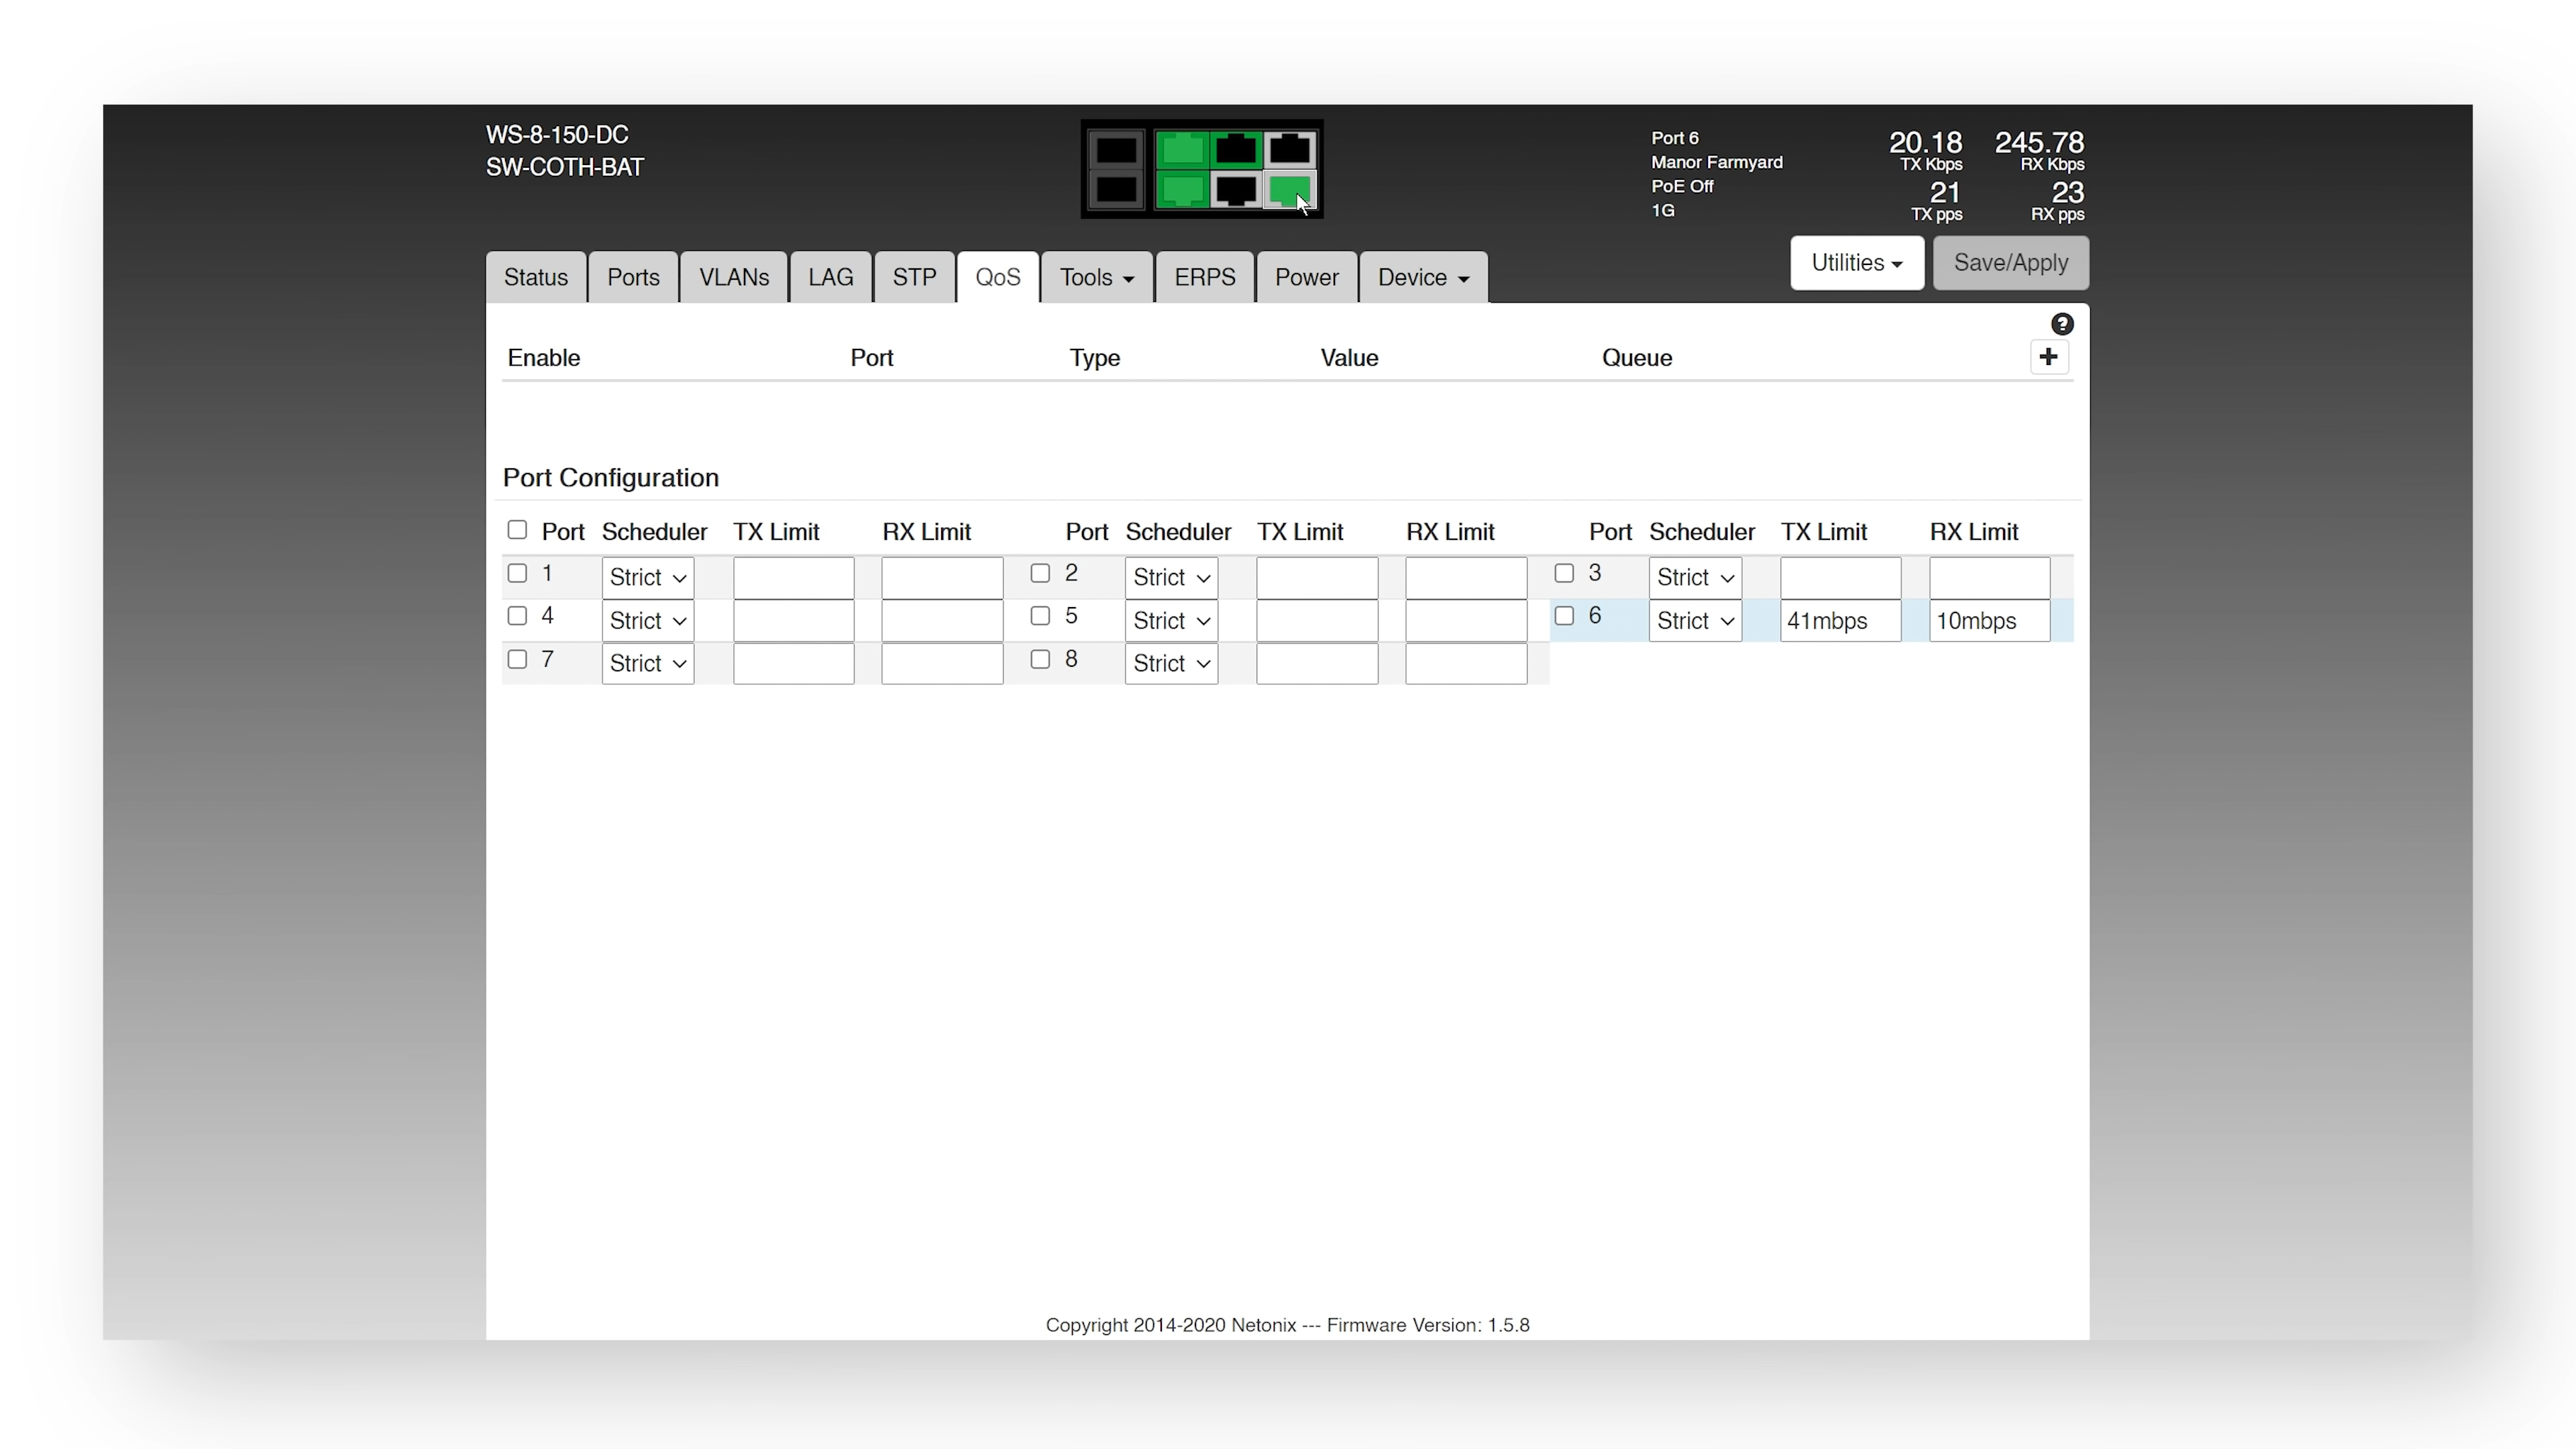 WS-8-150-DC
SW-COTH-BAT
Port 6
Manor Farmyard
PoE Off
1G
20.18 245.78
TX Kbps RX Kbps
21 23
TX pps RX pps
Status Ports VLANs LAG STP QoS Tools ERPS Power Device Utilities Save/Apply
?
Enable Port Type Value Queue +
Port Configuration
Port Scheduler TX Limit RX Limit Port Scheduler TX Limit RX Limit Port Scheduler TX Limit RX Limit
1 Strict 2 Strict 3 Strict
4 Strict 5 Strict 6 Strict 41mbps 10mbps
7 Strict 8 Strict
Copyright 2014-2020 Netonix --- Firmware Version: 1.5.8